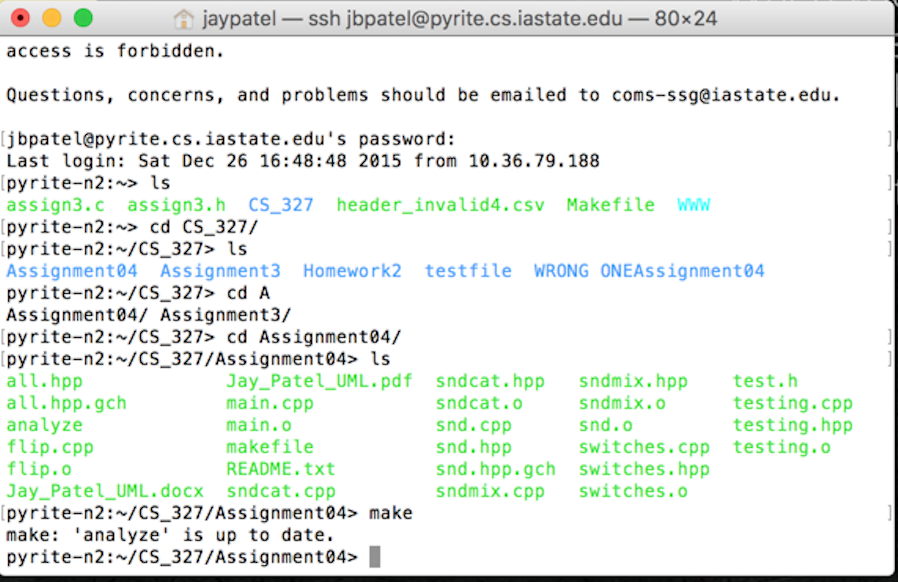 jaypatel — ssh jbpatel@pyrite.cs.iastate.edu — 80×24
access is forbidden.
Questions, concerns, and problems should be emailed to coms-ssg@iastate.edu.
[jbpatel@pyrite.cs.iastate.edu's password: ]
Last login: Sat Dec 26 16:48:48 2015 from 10.36.79.188
[pyrite-n2:~> ls ]
assign3.c assign3.h CS_327 header_invalid4.csv Makefile WWW
[pyrite-n2:~> cd CS_327/ ]
[pyrite-n2:~/CS_327> ls ]
Assignment04 Assignment3 Homework2 testfile WRONG ONEAssignment04
pyrite-n2:~/CS_327> cd A
Assignment04/ Assignment3/
pyrite-n2:~/CS_327> cd Assignment04/ ]
[pyrite-n2:~/CS_327/Assignment04> ls ]
all.hpp Jay_Patel_UML.pdf sndcat.hpp sndmix.hpp test.h
all.hpp.gch main.cpp sndcat.o sndmix.o testing.cpp
analyze main.o snd.cpp snd.o testing.hpp
flip.cpp makefile snd.hpp switches.cpp testing.o
flip.o README.txt snd.hpp.gch switches.hpp
Jay_Patel_UML.docx sndcat.cpp sndmix.cpp switches.o
[pyrite-n2:~/CS_327/Assignment04> make ]
make: 'analyze' is up to date.
pyrite-n2:~/CS_327/Assignment04>